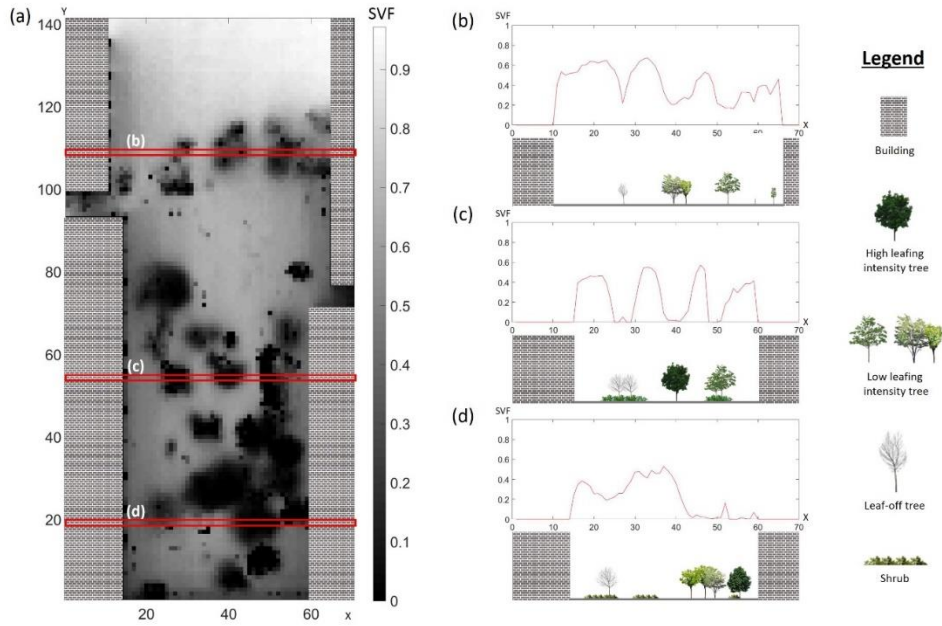 (a)
Y
SVF
140
120
100
80
60
40
20
20
40
60
x
(b)
(c)
(d)
0.9
0.8
0.7
0.6
0.5
0.4
0.3
0.2
0.1
0
(b)
SVF
1
0.8
0.6
0.4
0.2
0
0 10 20 30 40 50 60 70
X
(c)
SVF
1
0.8
0.6
0.4
0.2
0
0 10 20 30 40 50 60 70
X
(d)
SVF
1
0.8
0.6
0.4
0.2
0
0 10 20 30 40 50 60 70
X
Legend
Building
High leafing
intensity tree
Low leafing
intensity tree
Leaf-off tree
Shrub